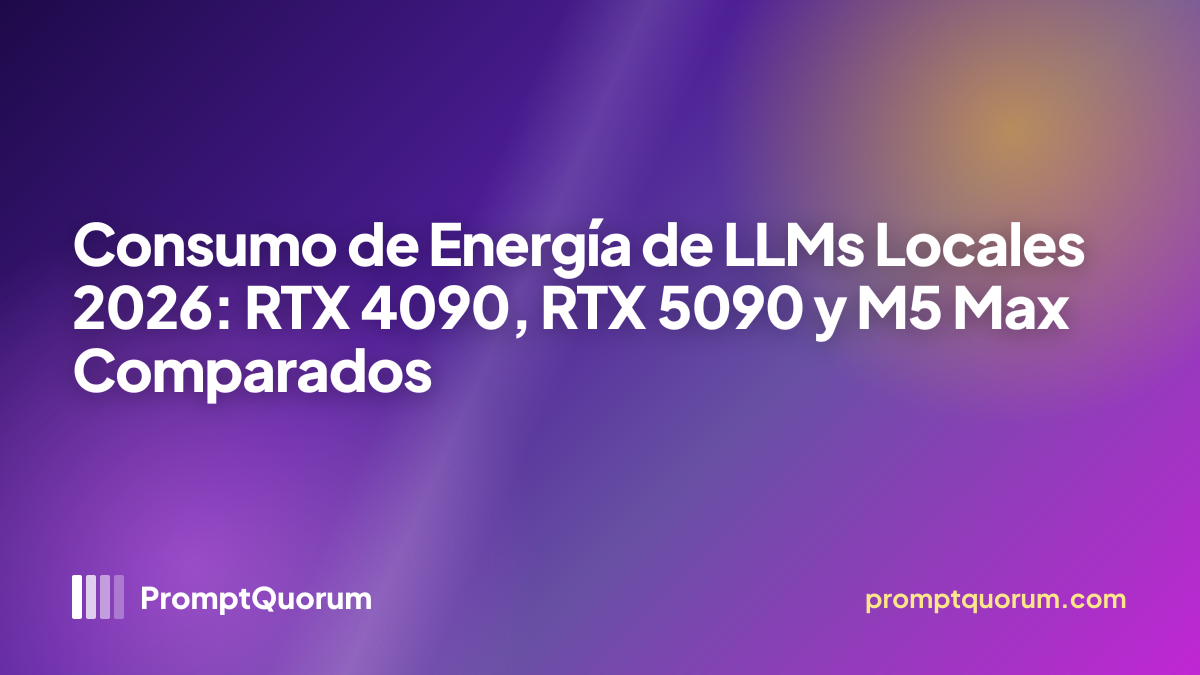 Consumo de Energía de LLMs Locales
2026: RTX 4090, RTX 5090 y M5 Max
Comparados
PromptQuorum
promptquorum.com